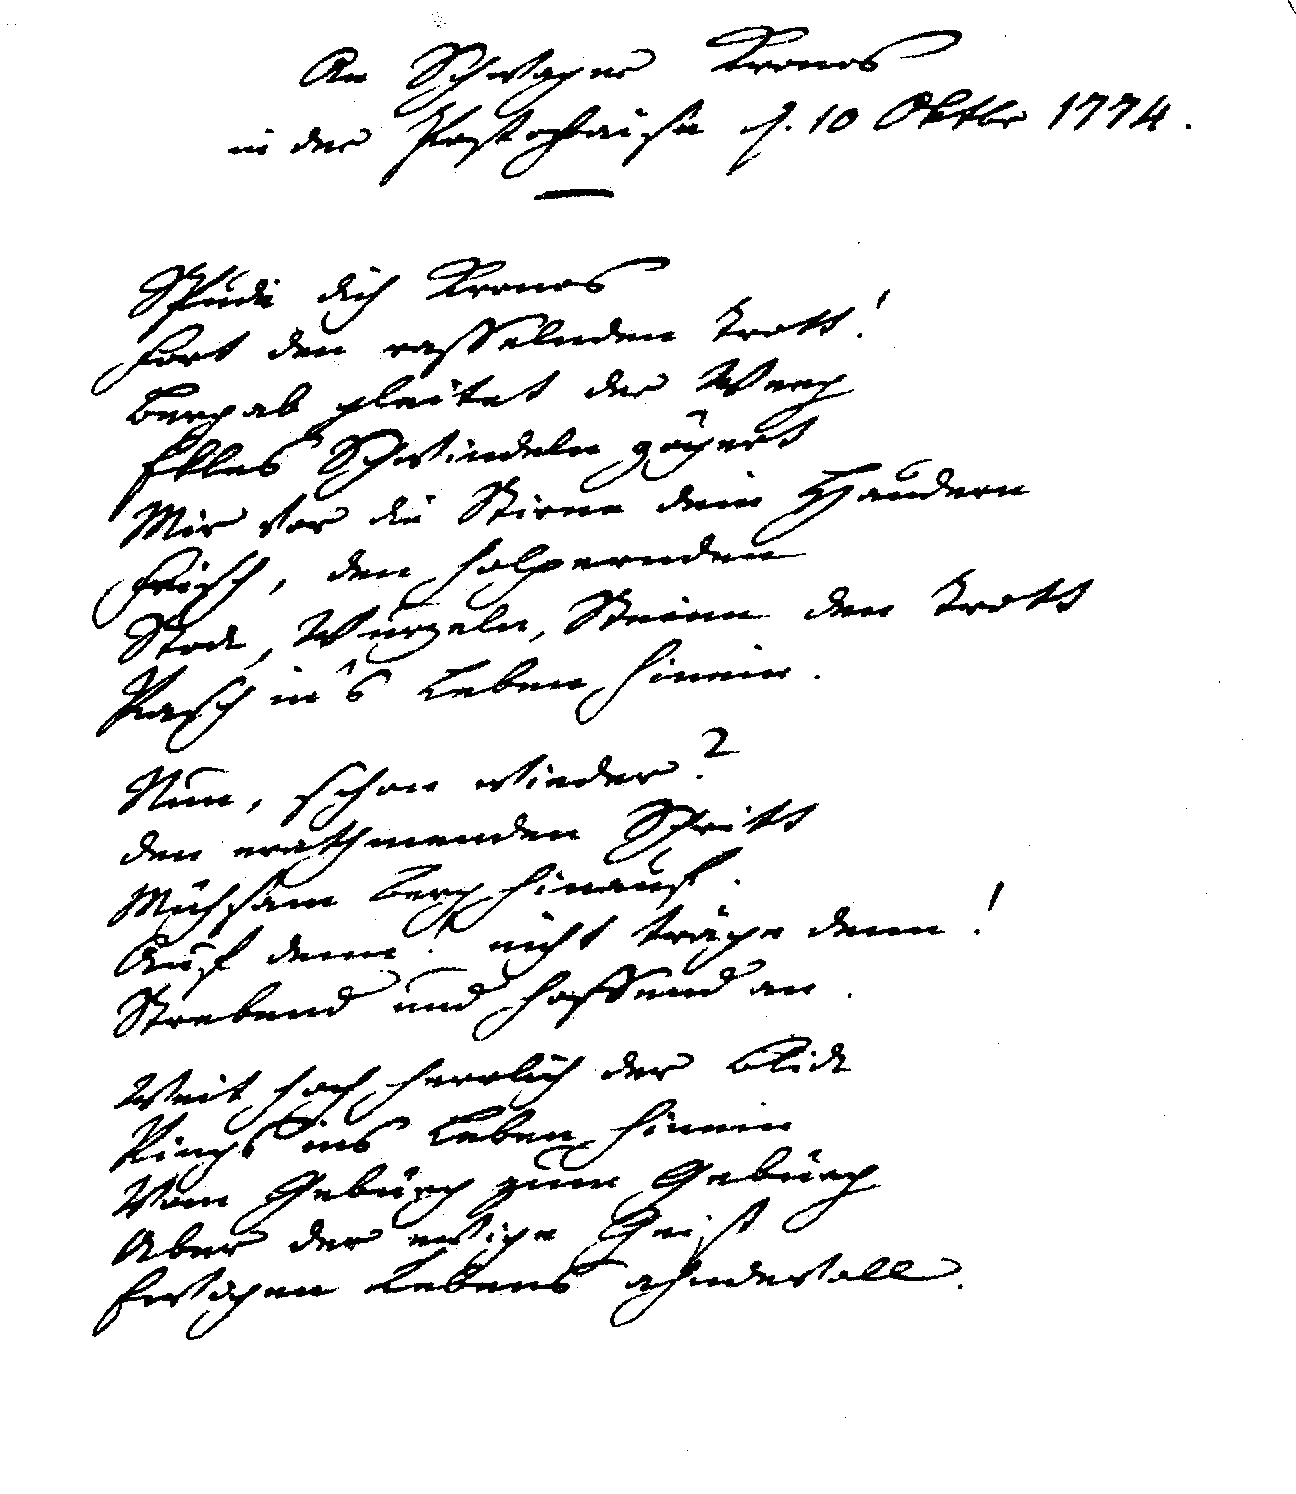 An Schwager Kronos
in der Postchaise d. 10 Oktbr 1774.
Spude dich Kronos
Fort den rasselnden Trott!
Bergab gleitet der Weeg
Ekles Schwindeln zögert
Mir vor die Stirne dein Haudern
Frisch, den holpernden
Stock, Wurzeln, Steine den Trott
Rasch in's Leben hinein.
Nun, schon wieder?
den erathmenden Schritt
Mühsam Berg hinauf.
Auf denn! nicht träge denn!
Strebend und hoffend an.
Weit hoch herrlich der Blick
Rings ins Leben hinein
Vom Gebürg zum Gebürg
Über der ewige Geist
Ewigen Lebens ahndevoll.